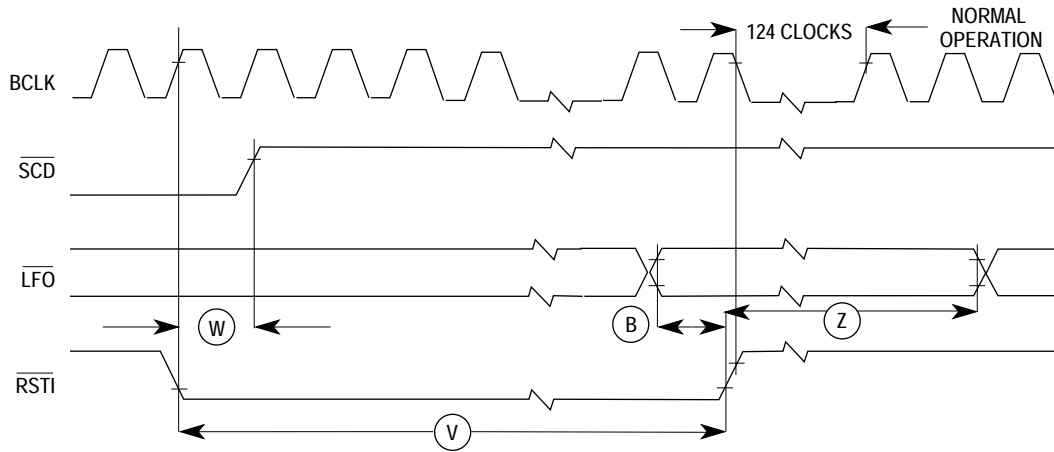 124 CLOCKS
NORMAL
OPERATION
BCLK
SCD
LFO
W
B
Z
RSTI
V